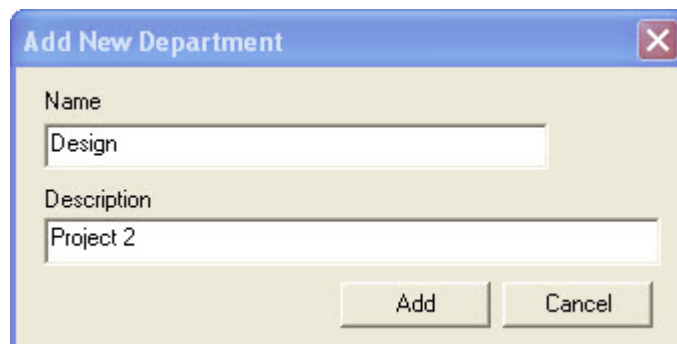 Add New Department
Name
Design
Description
Project 2
Add Cancel